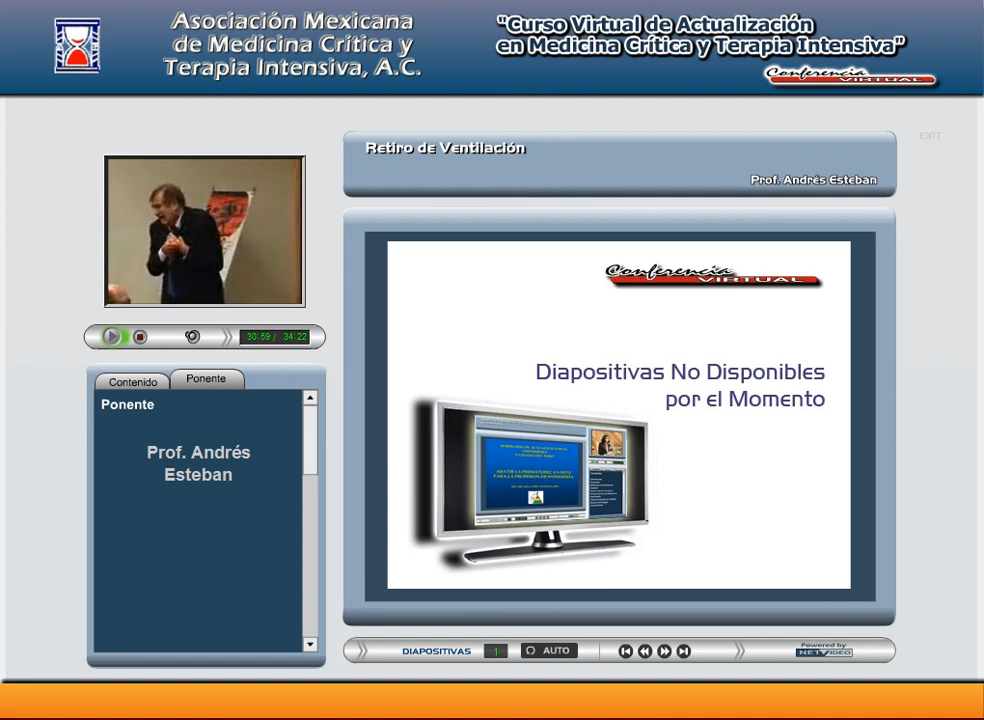 Asociación Mexicana
de Medicina Crítica y
Terapia Intensiva, A.C.
"Curso Virtual de Actualización
en Medicina Crítica y Terapia Intensiva"
Conferencia
VIRTUAL
EXIT
Retiro de Ventilación
Prof. Andrés Esteban
Conferencia
VIRTUAL
Diapositivas No Disponibles
por el Momento
30:59 / 34:22
Contenido
Ponente
Ponente
Prof. Andrés
Esteban
DIAPOSITIVAS
1
AUTO
Powered by
NETVIDEO